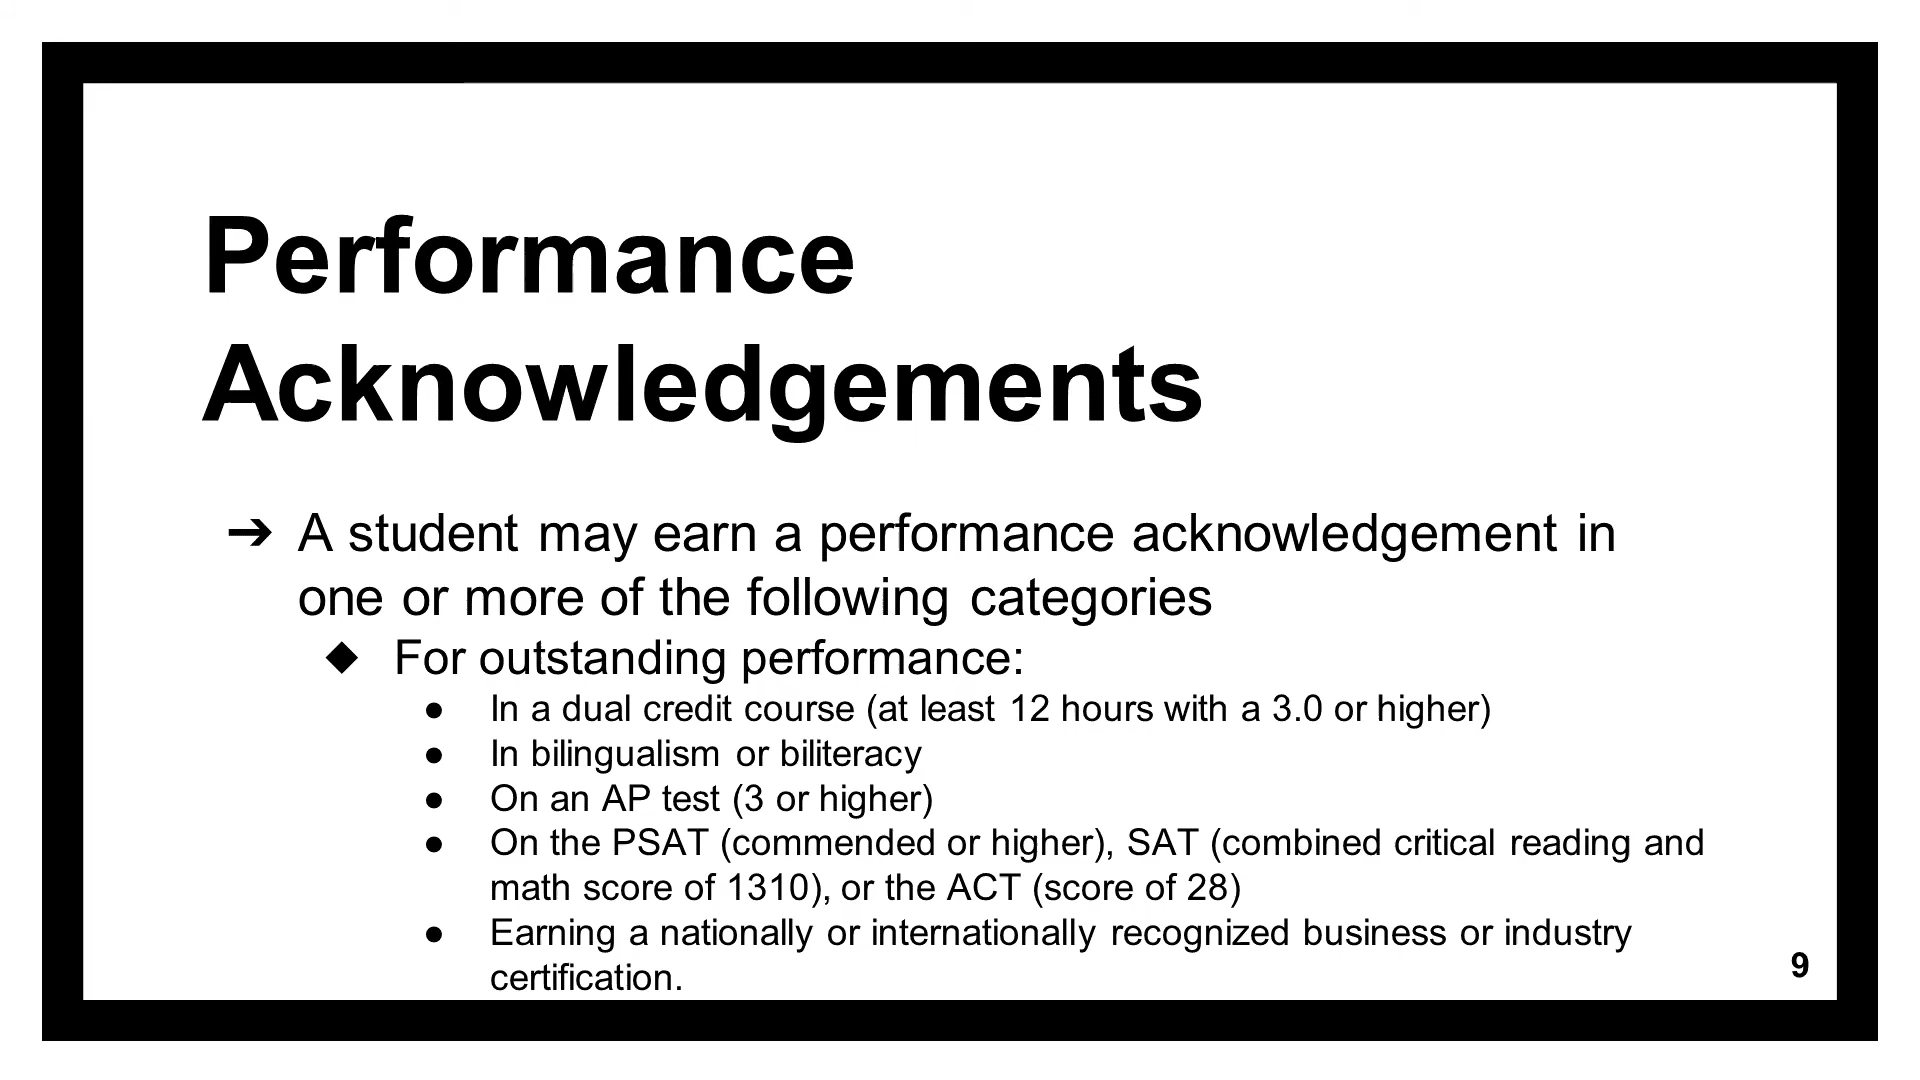 Performance
Acknowledgements
➔ A student may earn a performance acknowledgement in
one or more of the following categories
◆ For outstanding performance:
● In a dual credit course (at least 12 hours with a 3.0 or higher)
● In bilingualism or biliteracy
● On an AP test (3 or higher)
● On the PSAT (commended or higher), SAT (combined critical reading and
math score of 1310), or the ACT (score of 28)
● Earning a nationally or internationally recognized business or industry
certification.
9